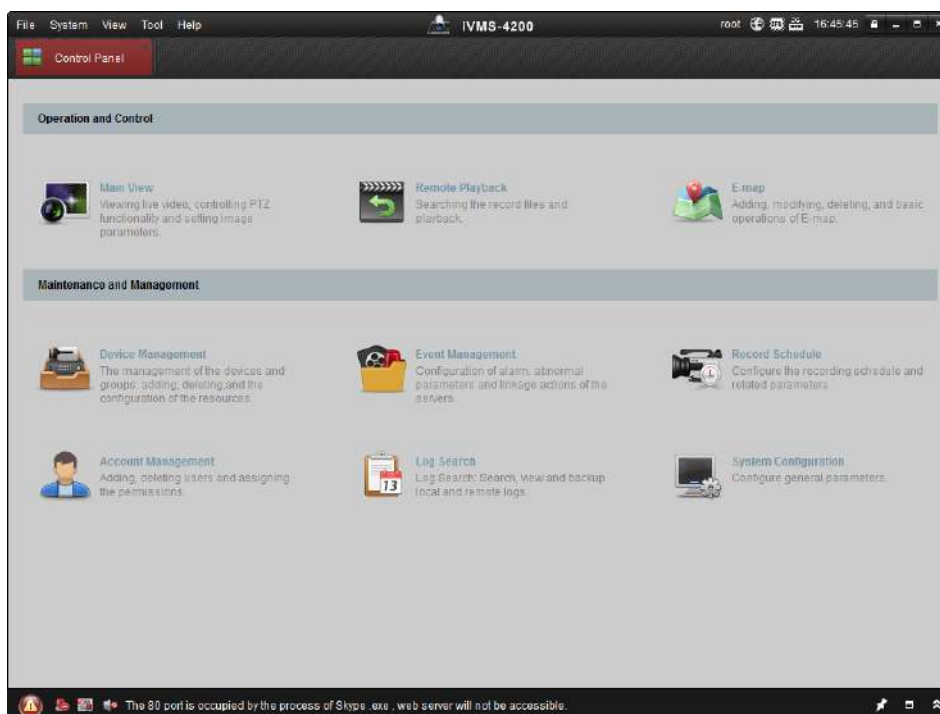 File System View Tool Help
iVMS-4200
root 16:45:45
Control Panel
Operation and Control
Main View
Viewing live video, controlling PTZ
functionality and setting image
parameters.
Remote Playback
Searching the record files and
playback.
E-map
Adding, modifying, deleting, and basic
operations of E-map.
Maintenance and Management
Device Management
The management of the devices and
groups: adding, deleting,and the
configuration of the resources.
Event Management
Configuration of alarm, abnormal
parameters and linkage actions of the
servers.
Record Schedule
Configure the recording schedule and
related parameters
Account Management
Adding, deleting users and assigning
the permissions.
13
Log Search
Log Search: Search, view and backup
local and remote logs.
System Configuration
Configure general parameters.
The 80 port is occupied by the process of Skype .exe , web server will not be accessible.